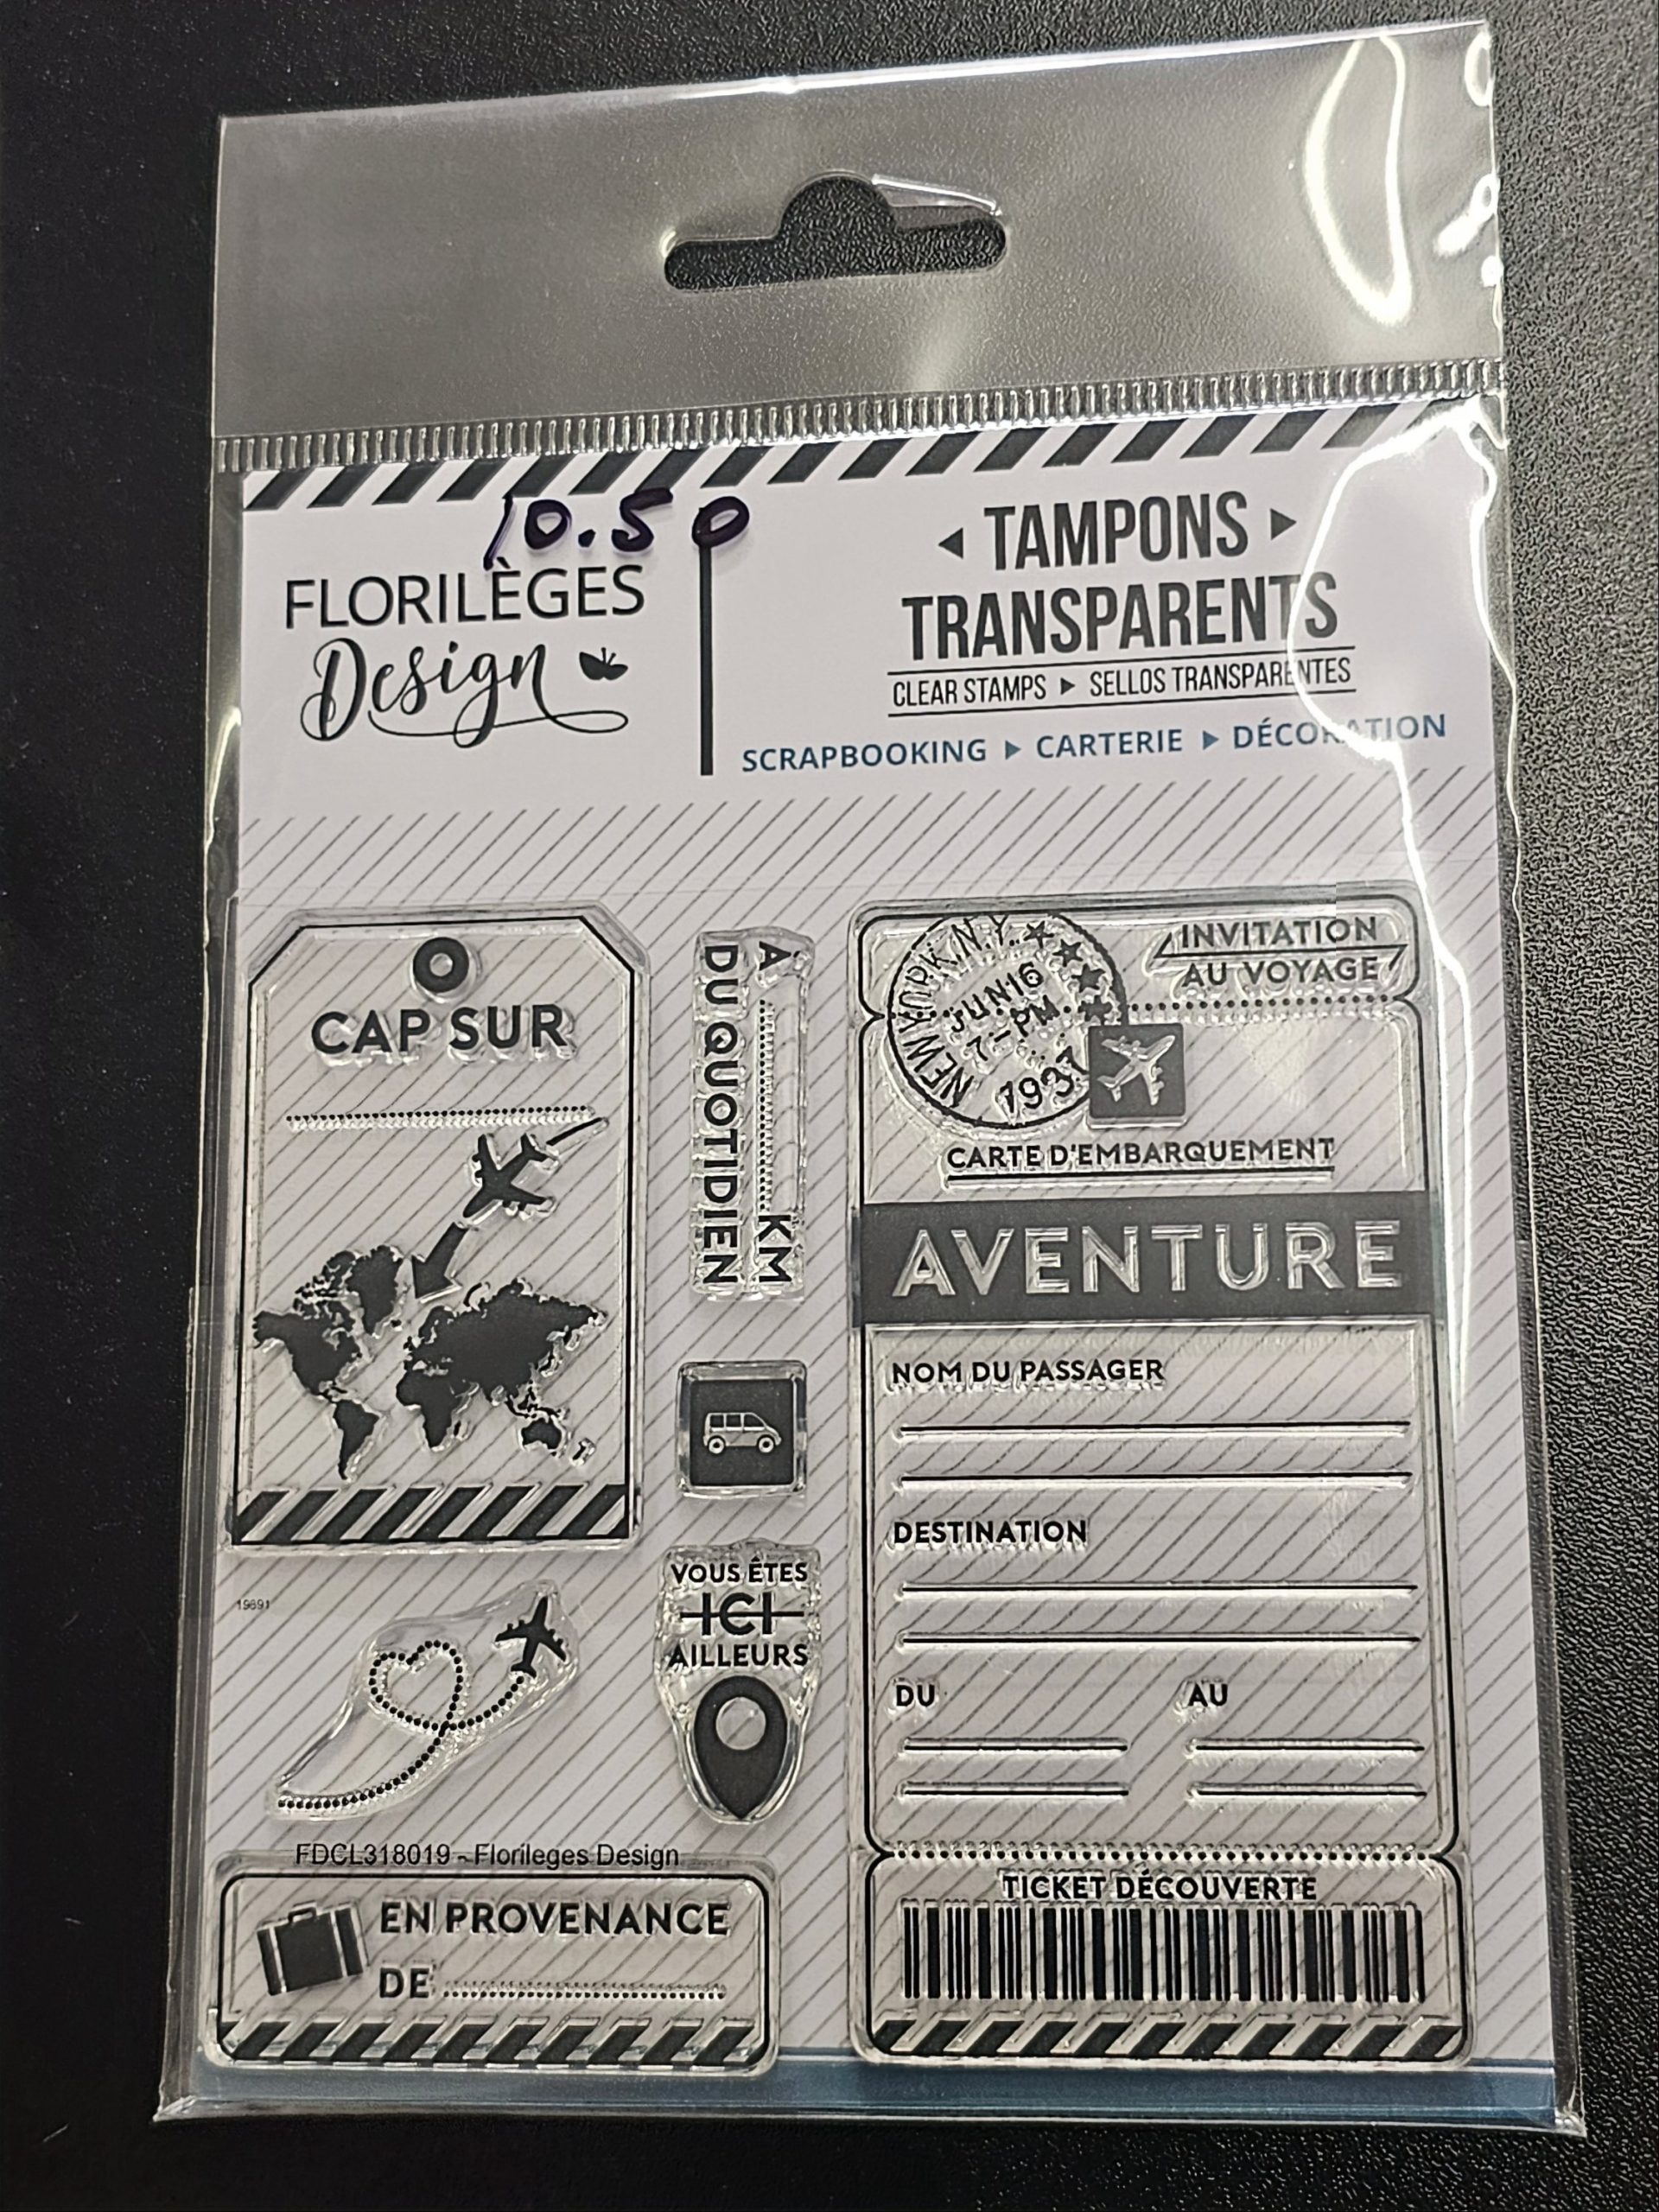 10.50
FLORILÈGES
Design
TAMPONS
TRANSPARENTS
CLEAR STAMPS ▸ SELLOS TRANSPARENTES
SCRAPBOOKING ▸ CARTERIE ▸ DÉCORATION
CAP SUR
À KM
DU QUOTIDIEN
VOUS ÊTES
ICI
AILLEURS
19691
FDCL318019 - Florileges Design
EN PROVENANCE
DE
INVITATION
AU VOYAGE
NEW YORK, N.Y.
JUN 16
7-PM
1937
CARTE D'EMBARQUEMENT
AVENTURE
NOM DU PASSAGER
DESTINATION
DU AU
TICKET DÉCOUVERTE